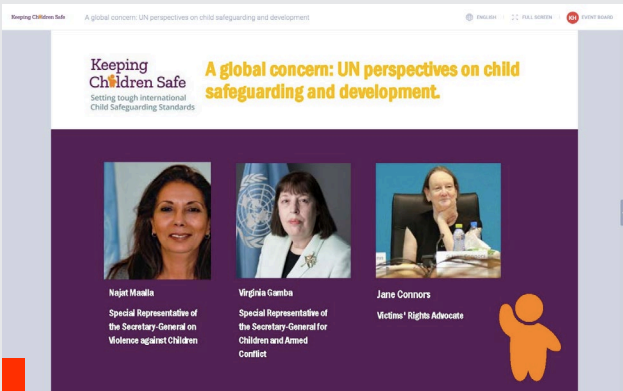 Keeping Children Safe
A global concern: UN perspectives on child safeguarding and development
ENGLISH
FULL SCREEN
KH
EVENT BOARD
Keeping
Children Safe
Setting tough international
Child Safeguarding Standards
A global concern: UN perspectives on child
safeguarding and development.
Najat Maalla
Special Representative of
the Secretary-General on
Violence against Children
Virginia Gamba
Special Representative of
the Secretary-General for
Children and Armed
Conflict
Jane Connors
Victims' Rights Advocate